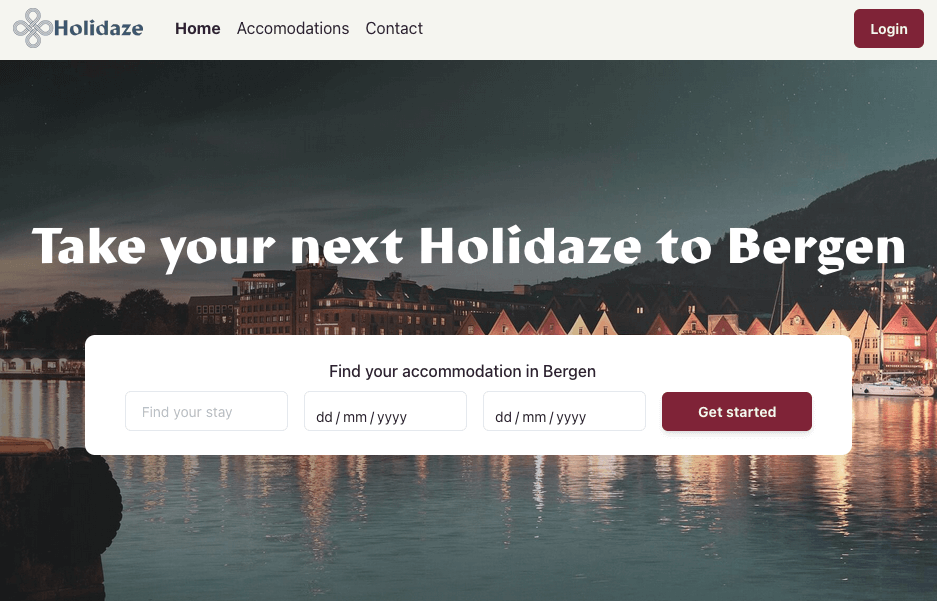 Holidaze
Home Accomodations Contact
Login
Take your next Holidaze to Bergen
HOTEL
Find your accommodation in Bergen
Find your stay
dd/mm/yyyy
dd/mm/yyyy
Get started